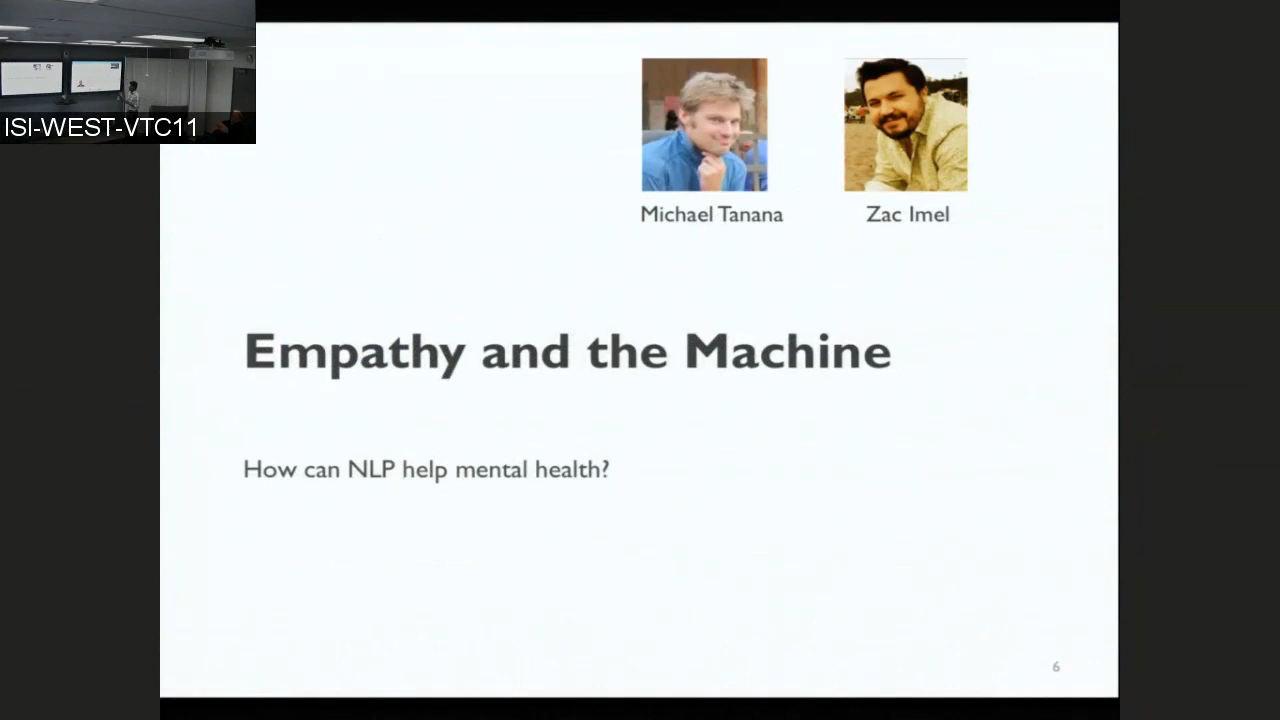 ISI-WEST-VTC11
Michael Tanana
Zac Imel
Empathy and the Machine
How can NLP help mental health?
6